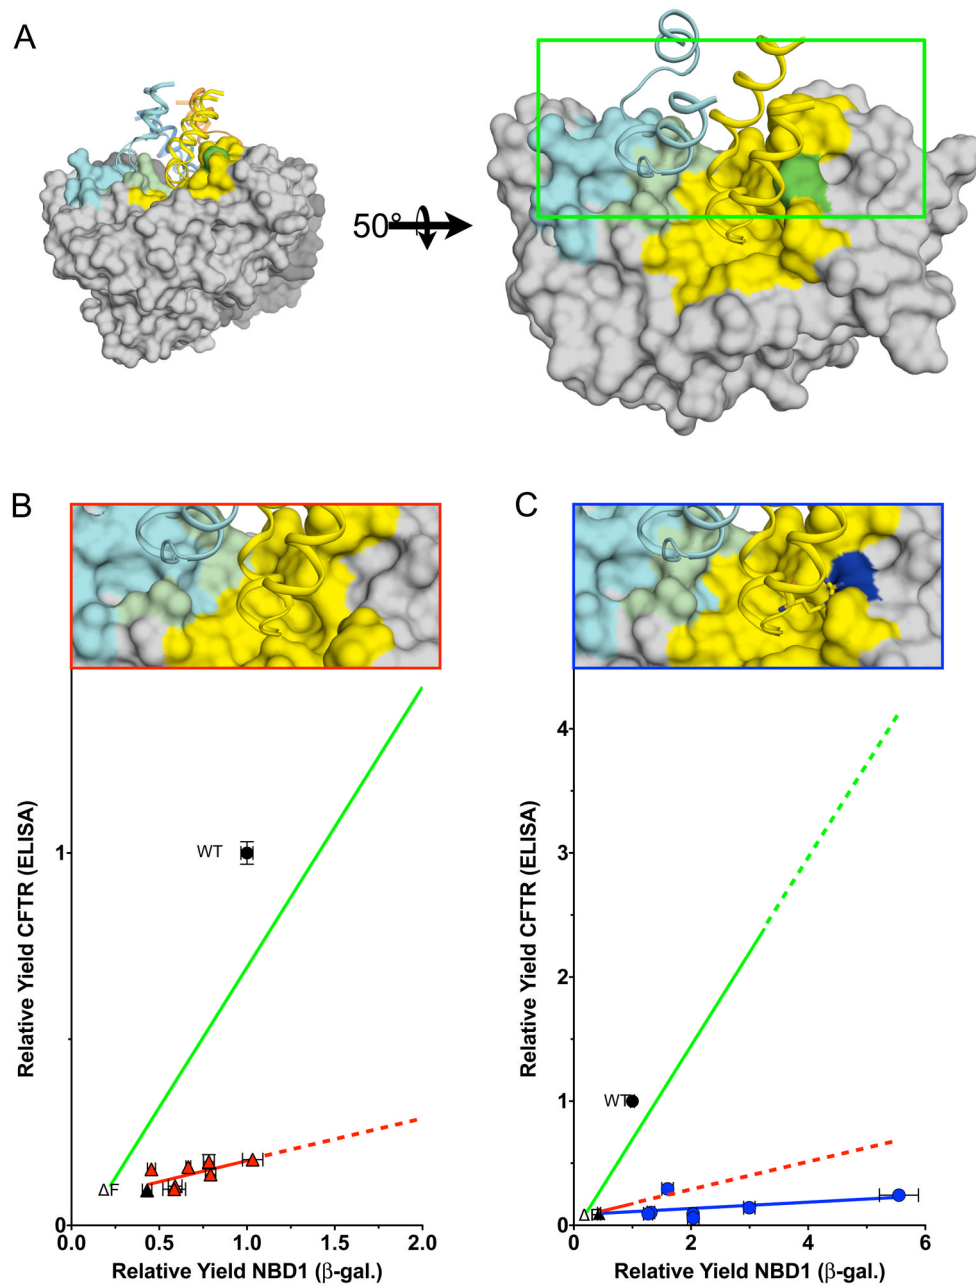 A
50°
B
C
Relative Yield CFTR (ELISA)
1
0
WT
ΔF
0.0
0.5
1.0
1.5
2.0
Relative Yield NBD1 (β-gal.)
Relative Yield CFTR (ELISA)
4
3
2
1
0
WT
ΔF
0
2
4
6
Relative Yield NBD1 (β-gal.)